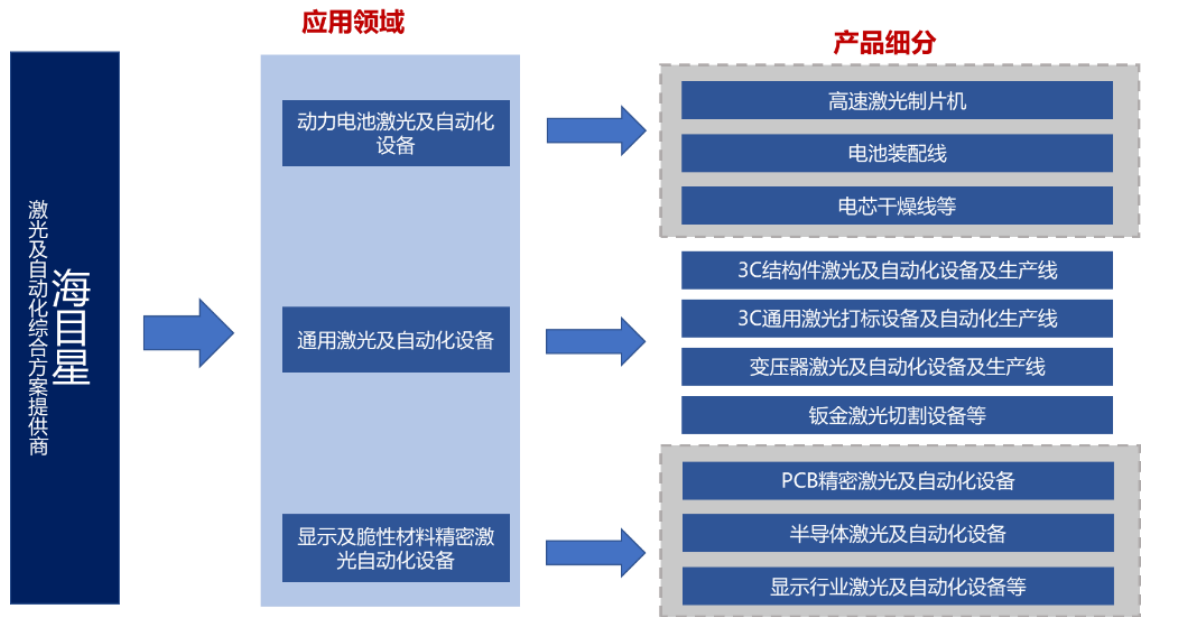 应用领域
产品细分
激光及自动化综合方案提供商
海目星
动力电池激光及自动化
设备
高速激光制片机
电池装配线
电芯干燥线等
通用激光及自动化设备
3C结构件激光及自动化设备及生产线
3C通用激光打标设备及自动化生产线
变压器激光及自动化设备及生产线
钣金激光切割设备等
显示及脆性材料精密激
光自动化设备
PCB精密激光及自动化设备
半导体激光及自动化设备
显示行业激光及自动化设备等